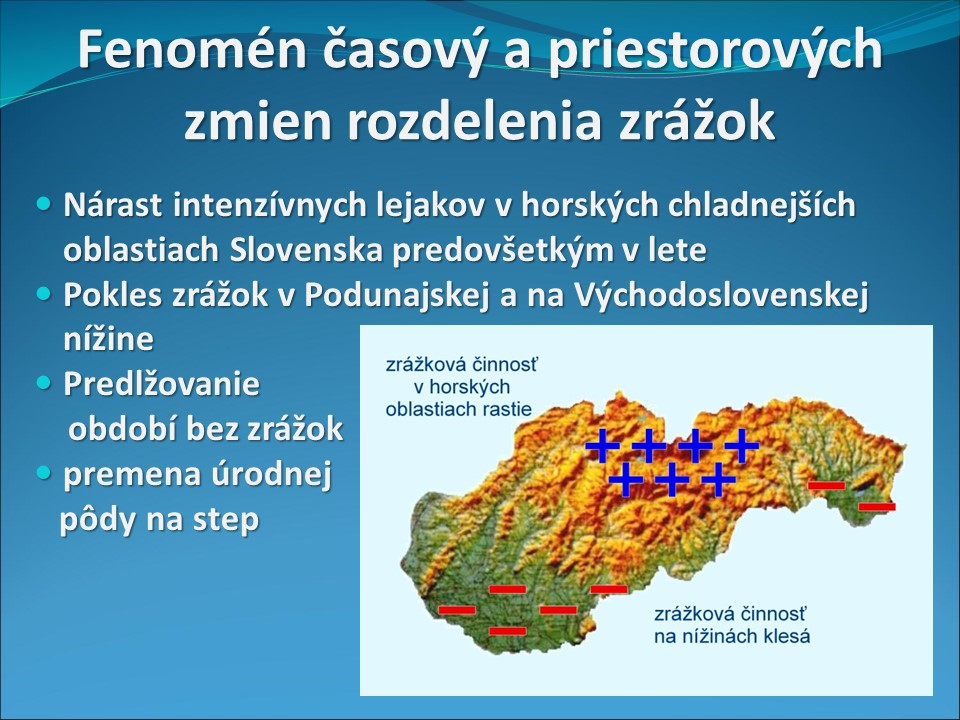 Fenomén časový a priestorových
zmien rozdelenia zrážok
Nárast intenzívnych lejakov v horských chladnejších
oblastiach Slovenska predovšetkým v lete
Pokles zrážok v Podunajskej a na Východoslovenskej
nížine
Predlžovanie
období bez zrážok
premena úrodnej
pôdy na step
zrážková činnosť
v horských
oblastiach rastie
zrážková činnosť
na nížinách klesá